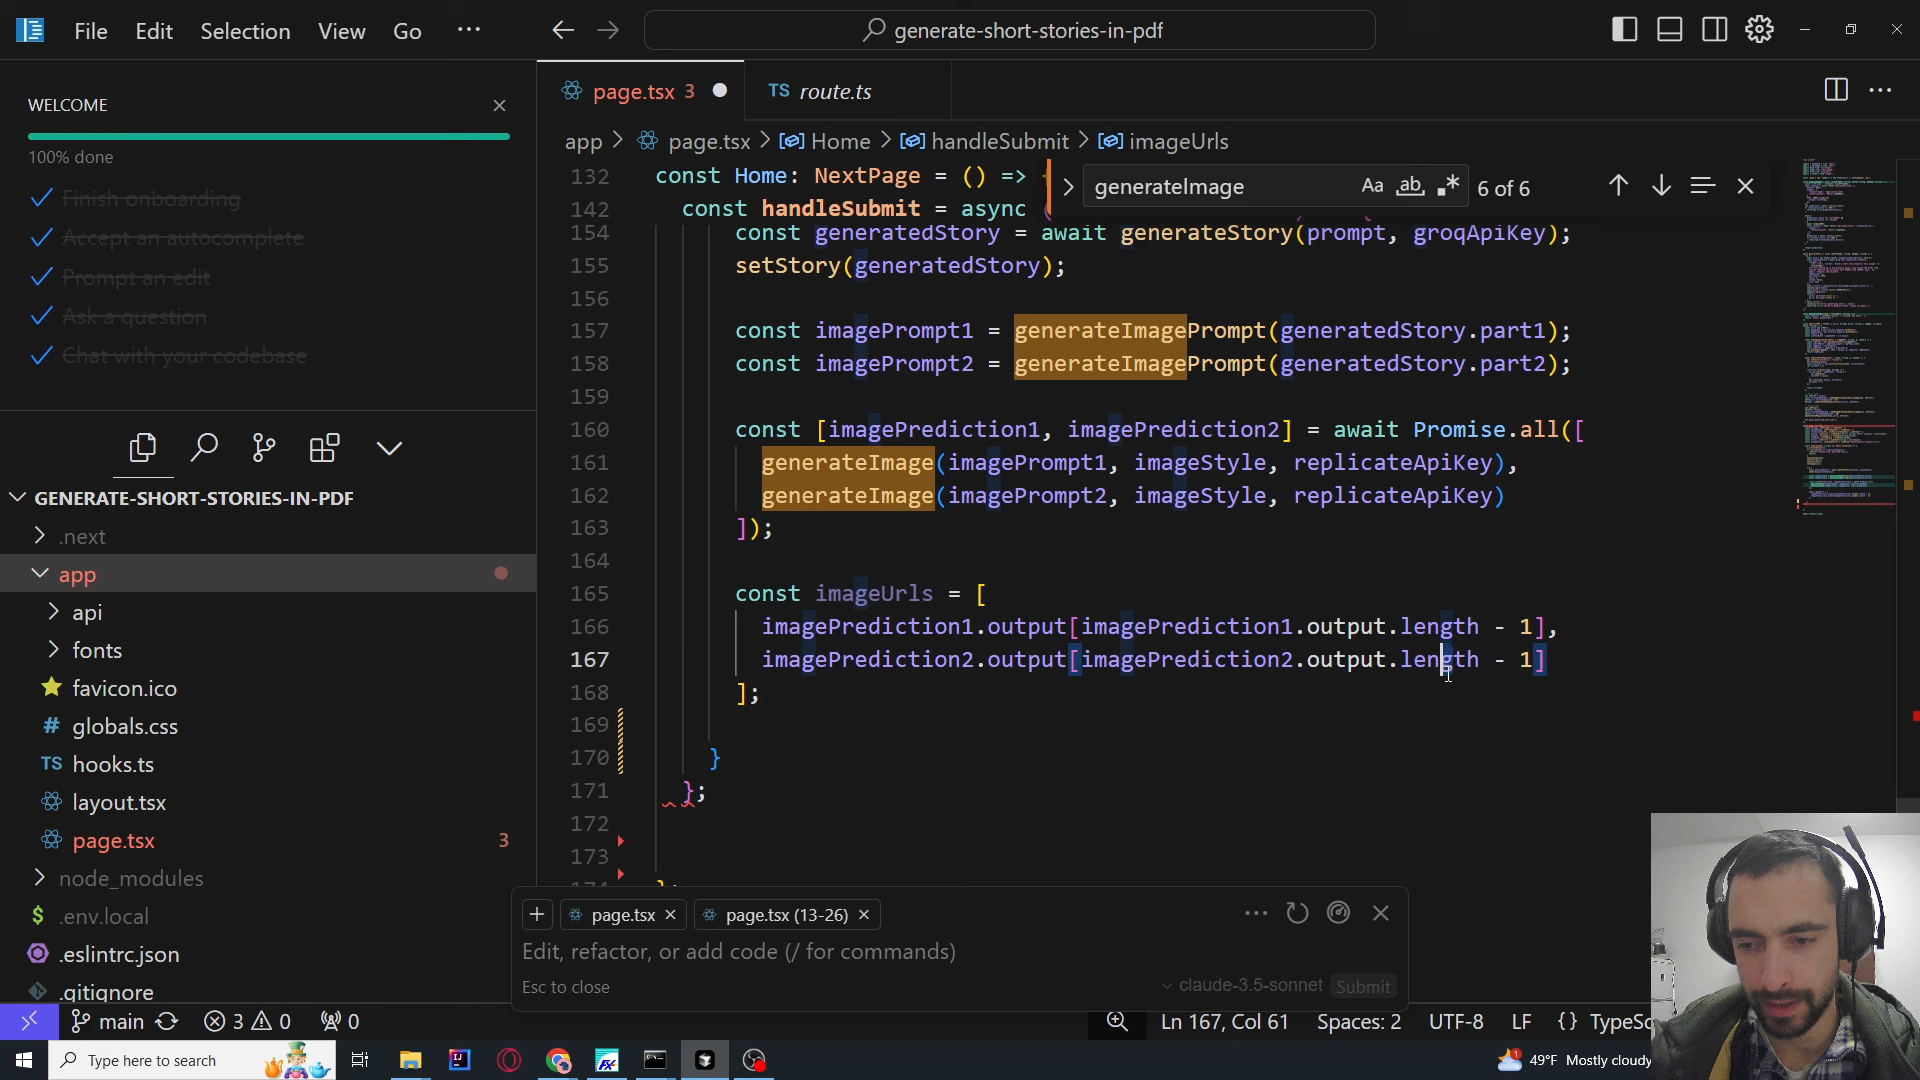 File Edit Selection View Go ···
generate-short-stories-in-pdf
WELCOME
100% done
Finish onboarding
Accept an autocomplete
Prompt an edit
Ask a question
Chat with your codebase
GENERATE-SHORT-STORIES-IN-PDF
.next
app
api
fonts
favicon.ico
# globals.css
TS hooks.ts
layout.tsx
page.tsx 3
node_modules
$ .env.local
.eslintrc.json
.gitignore
page.tsx 3
TS route.ts
app > page.tsx > Home > handleSubmit > imageUrls
generateImage Aa ab 6 of 6
132 const Home: NextPage = () =>
142 const handleSubmit = async
154 const generatedStory = await generateStory(prompt, groqApiKey);
155 setStory(generatedStory);
156
157 const imagePrompt1 = generateImagePrompt(generatedStory.part1);
158 const imagePrompt2 = generateImagePrompt(generatedStory.part2);
159
160 const [imagePrediction1, imagePrediction2] = await Promise.all([
161 generateImage(imagePrompt1, imageStyle, replicateApiKey),
162 generateImage(imagePrompt2, imageStyle, replicateApiKey)
163 ]);
164
165 const imageUrls = [
166 imagePrediction1.output[imagePrediction1.output.length - 1],
167 imagePrediction2.output[imagePrediction2.output.length - 1]
168 ];
169
170 }
171 };
172
173
page.tsx × page.tsx (13-26) ×
Edit, refactor, or add code (/ for commands)
Esc to close
claude-3.5-sonnet Submit
main 3 0 0 Ln 167, Col 61 Spaces: 2 UTF-8 LF {} TypeSc
Type here to search
49°F Mostly cloudy